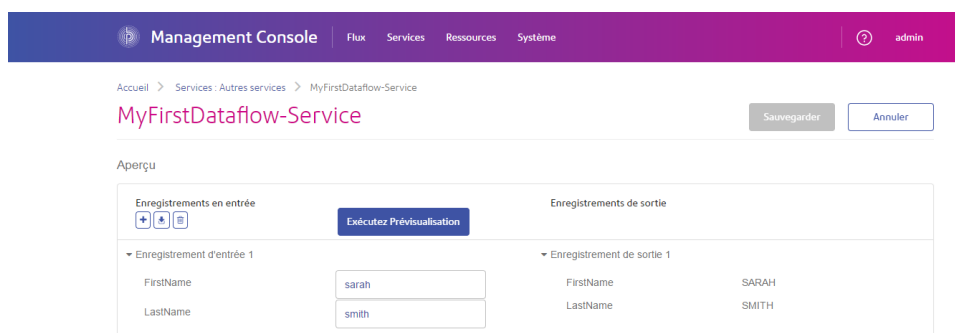 Management Console Flux Services Ressources Système ? admin
Accueil > Services : Autres services > MyFirstDataflow-Service
MyFirstDataflow-Service Sauvegarder Annuler
Aperçu
Enregistrements en entrée Enregistrements de sortie
Exécutez Prévisualisation
Enregistrement d'entrée 1 Enregistrement de sortie 1
FirstName sarah FirstName SARAH
LastName smith LastName SMITH